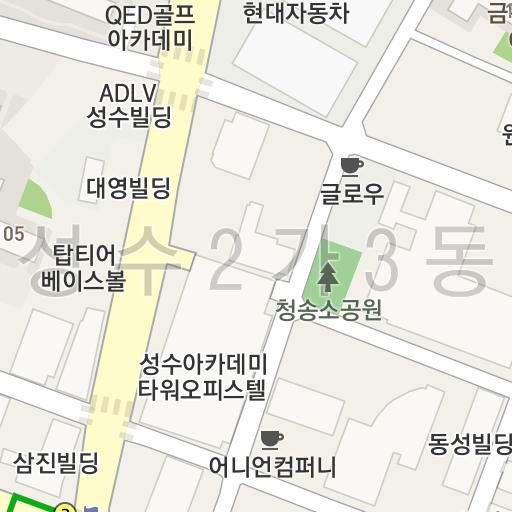 QED골프
아카데미
현대자동차
금
ADLV
성수빌딩
원
대영빌딩
글로우
05
성수2가3동
탑티어
베이스볼
청송소공원
성수아카데미
타워오피스텔
동성빌딩
어니언컴퍼니
삼진빌딩